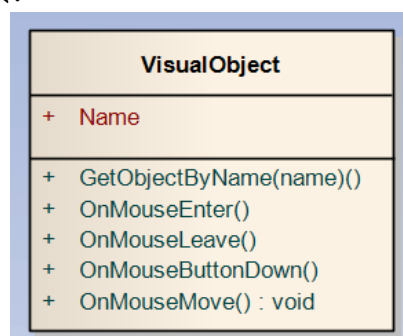 VisualObject
+ Name
+ GetObjectByName(name)()
+ OnMouseEnter()
+ OnMouseLeave()
+ OnMouseButtonDown()
+ OnMouseMove() : void